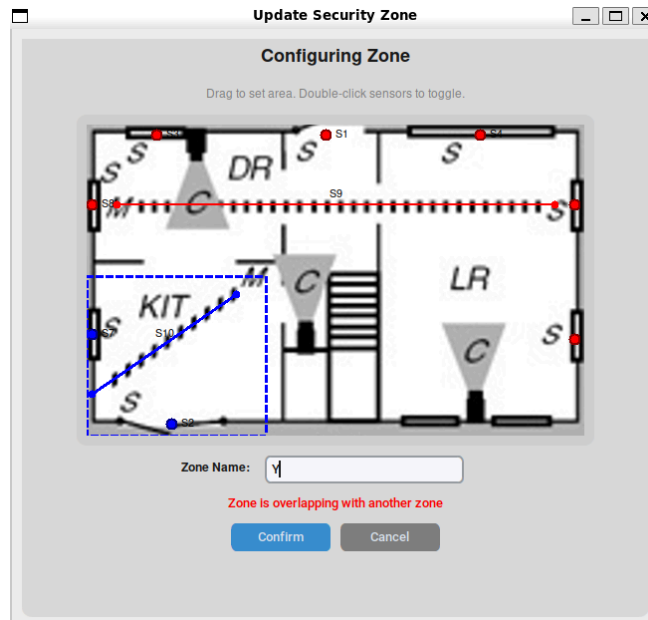 Update Security Zone
Configuring Zone
Drag to set area. Double-click sensors to toggle.
S3 S1 S4
S S S
S DR
S9
S8 M C S
M
C LR
KIT
S7 S S10 S
C
S
S2
Zone Name: Y
Zone is overlapping with another zone
Confirm Cancel